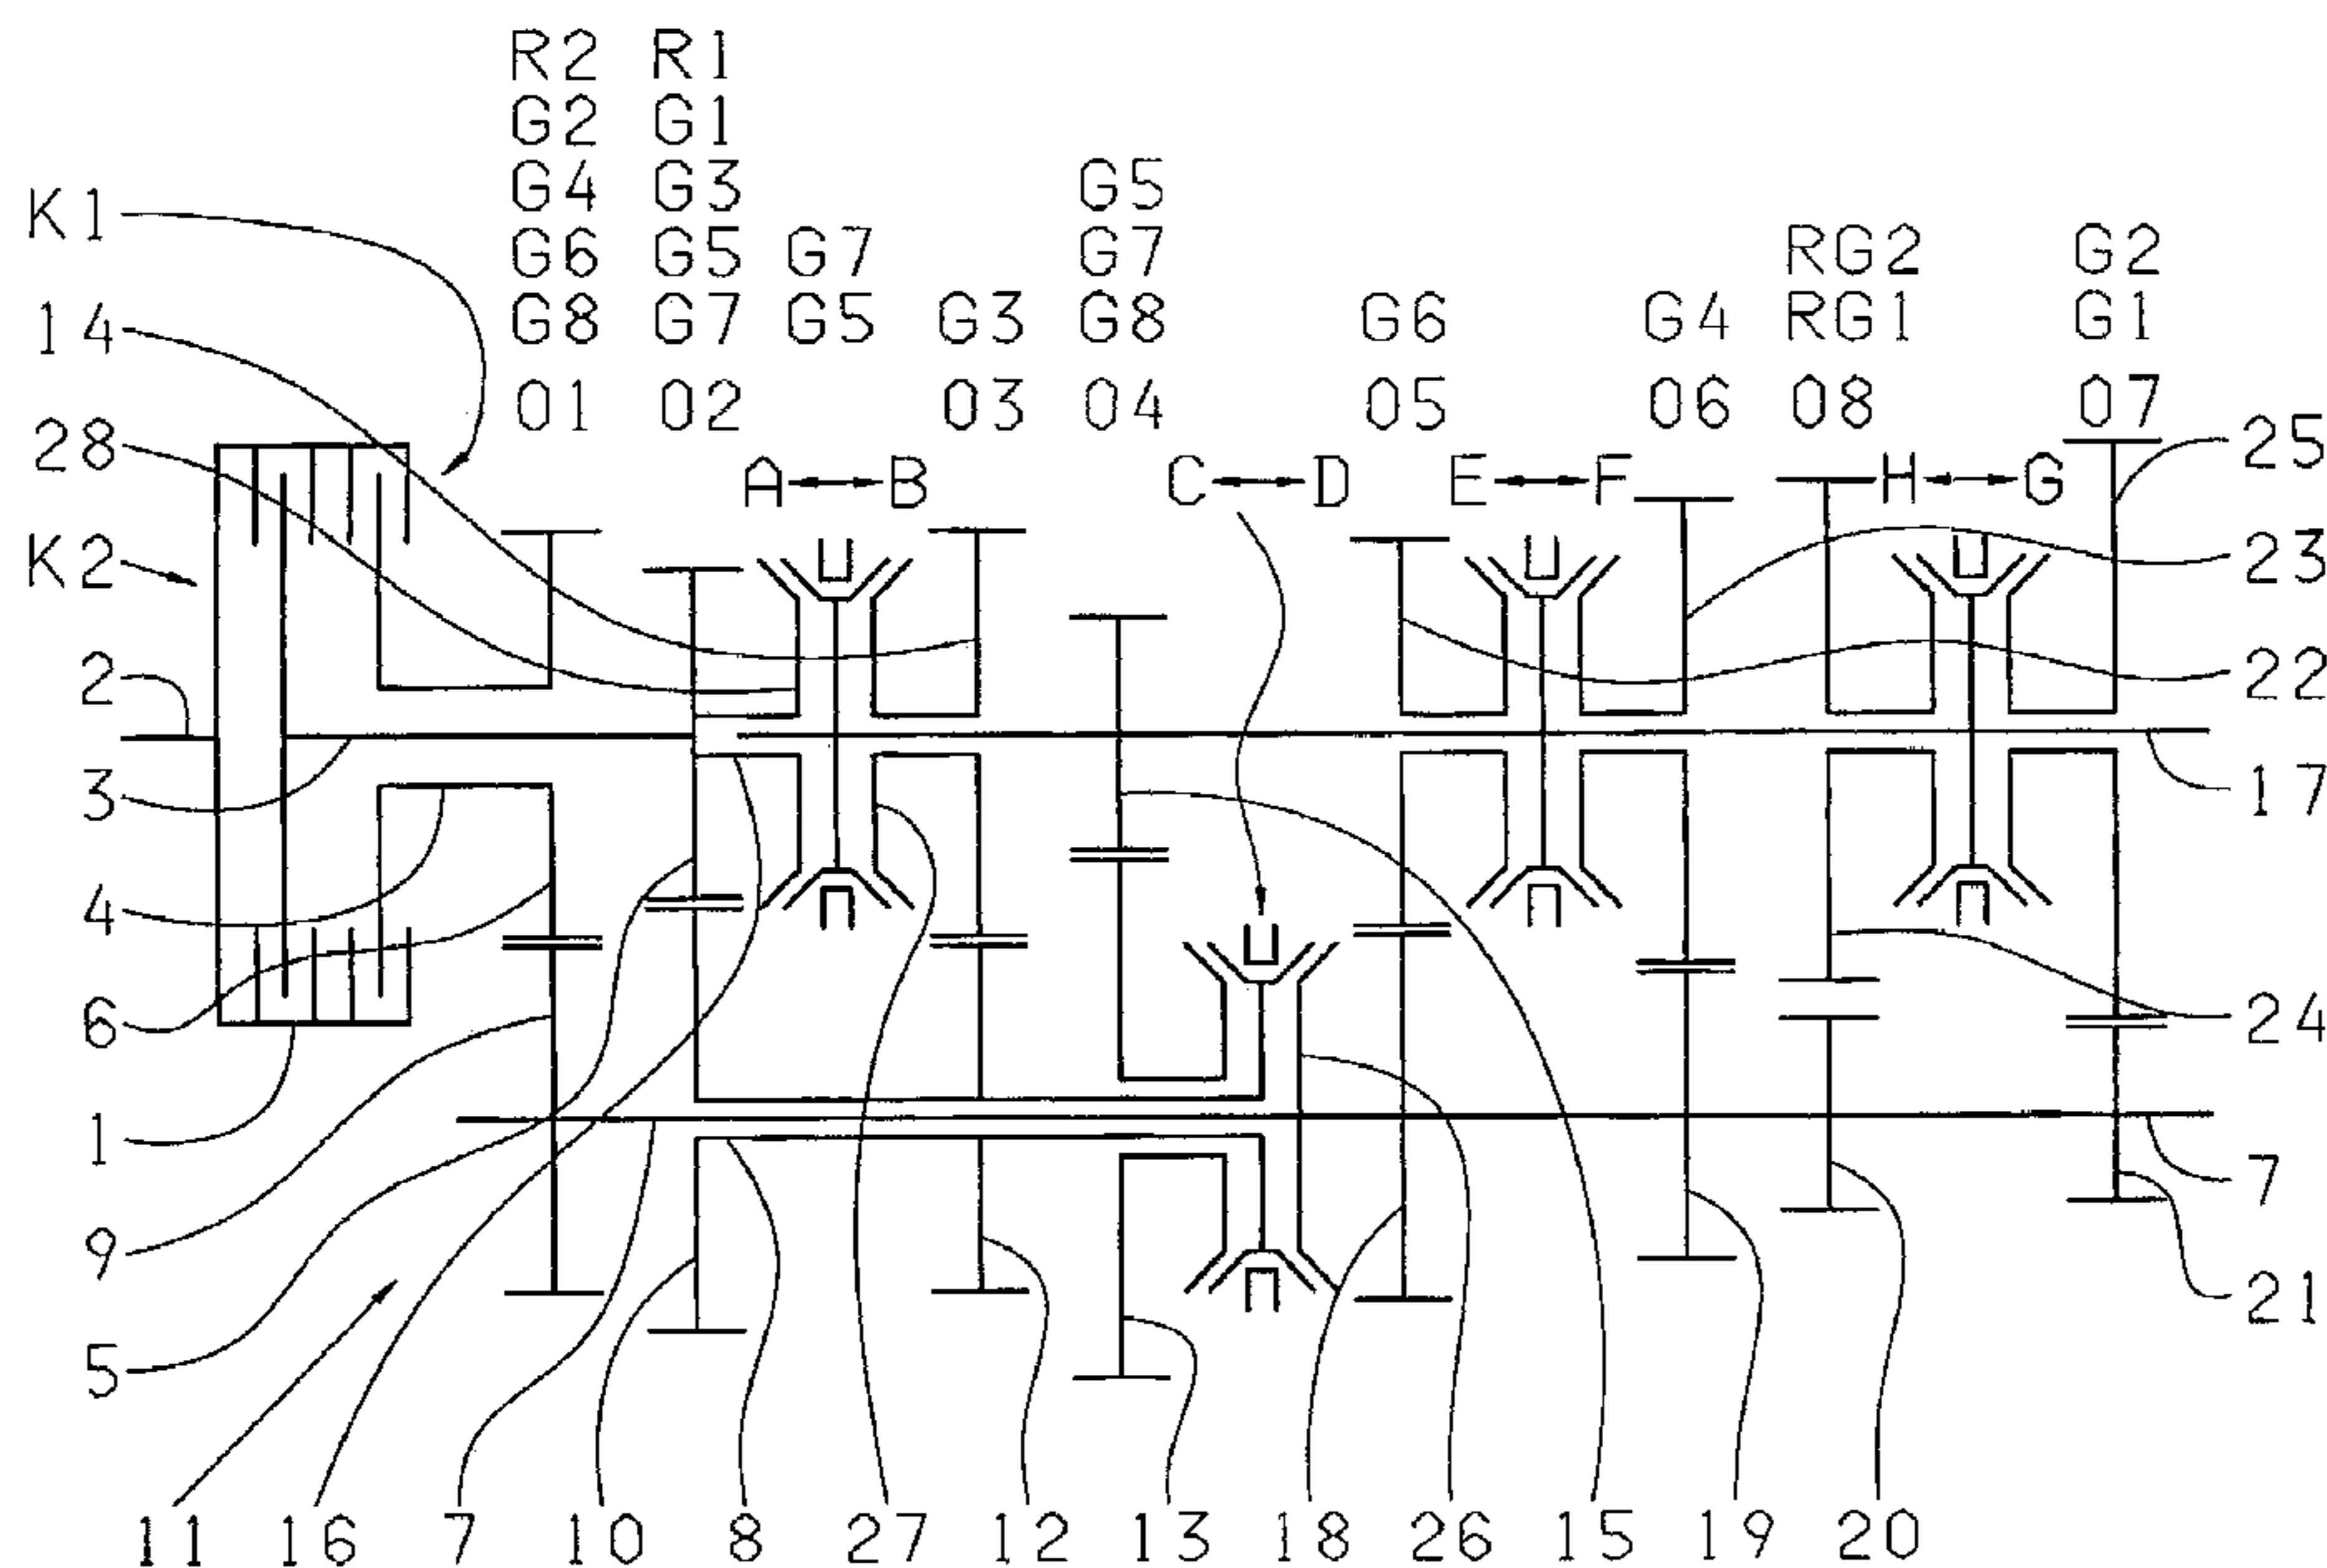 R2 R1
G2 G1
G4 G3 G5
K1
G6 G5 G7 G7 RG2 G2
14 G8 G7 G5 G3 G8 G6 G4 RG1 G1
01 02 03 04 05 06 08 07
28 A B C D E F H G 25
K2 23
2 22
3 17
4
6 24
1 7
9 21
5
11 16 7 10 8 27 12 13 18 26 15 19 20